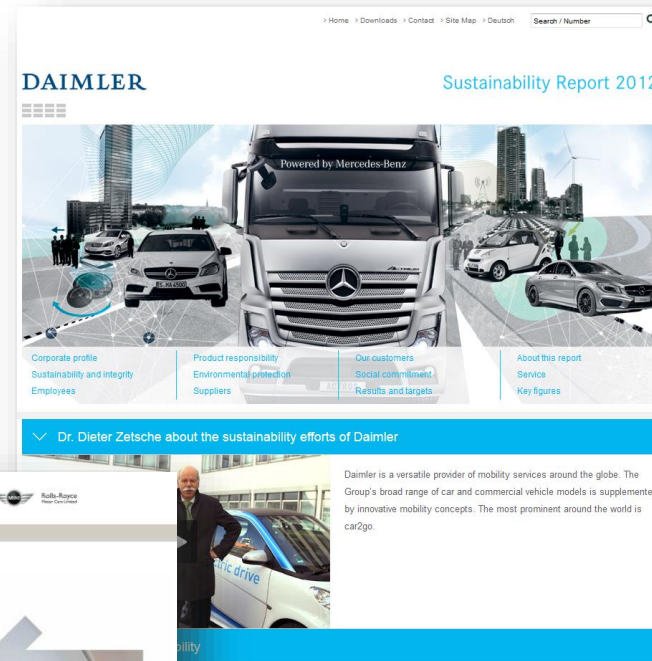 > Home > Downloads > Contact > Site Map > Deutsch Search / Number
DAIMLER
Sustainability Report 2012
Powered by Mercedes-Benz
ACTROS
Corporate profile
Sustainability and integrity
Employees
Product responsibility
Environmental protection
Suppliers
Our customers
Social commitment
Results and targets
About this report
Service
Key figures
Dr. Dieter Zetsche about the sustainability efforts of Daimler
Daimler is a versatile provider of mobility services around the globe. The
Group's broad range of car and commercial vehicle models is supplemente
by innovative mobility concepts. The most prominent around the world is
car2go.
MINI
Rolls-Royce
Motor Cars Limited
tric drive
bility